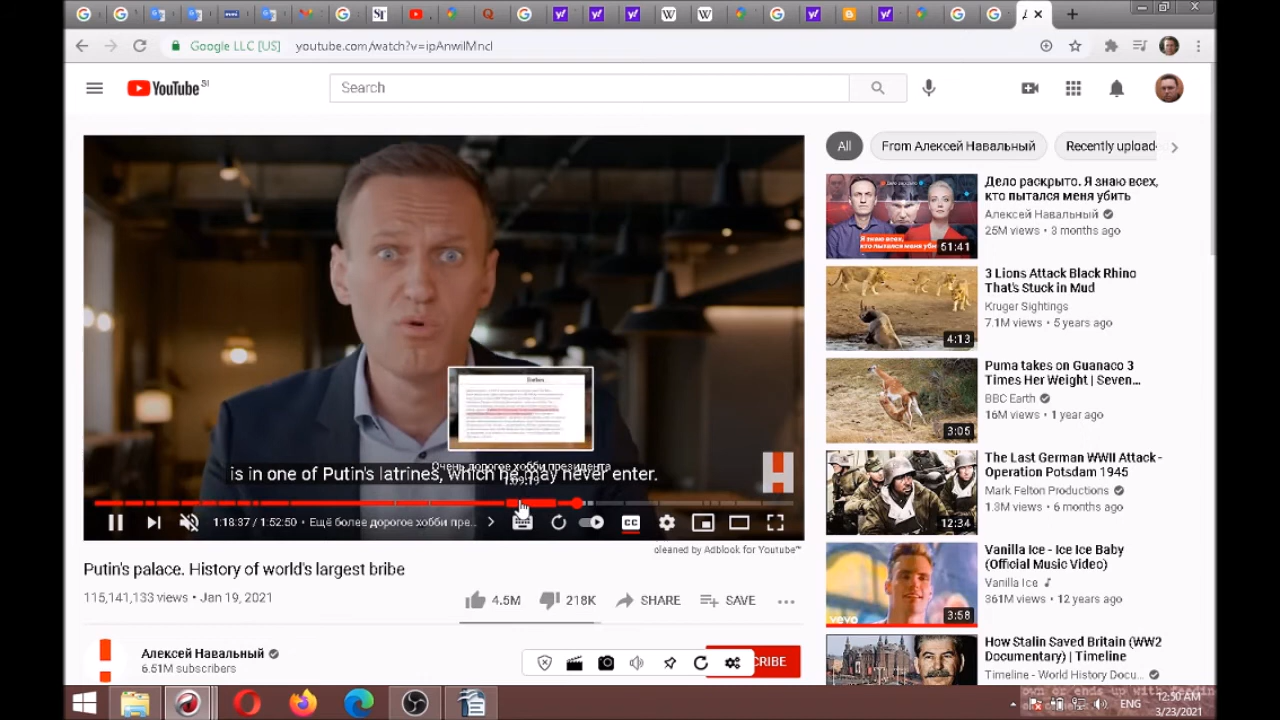 Google LLC [US]
youtube.com/watch?v=ipAnwilMncI
YouTube SI
Search
All
From Алексей Навальный
Recently upload
is in one of Putin's latrines, which he may never enter.
Очень дорогое хобби президента
1:18:37 / 1:52:50 • Ещё более дорогое хобби пре...
CC
cleaned by Adblock for Youtube™
Putin's palace. History of world's largest bribe
115,141,133 views • Jan 19, 2021
4.5M
218K
SHARE
SAVE
Алексей Навальный
6.61M subscribers
Дело раскрыто. Я знаю всех,
кто пытался меня убить
Алексей Навальный
25M views • 3 months ago
51:41
3 Lions Attack Black Rhino
That's Stuck in Mud
Kruger Sightings
7.1M views • 5 years ago
4:13
Puma takes on Guanaco 3
Times Her Weight | Seven...
BBC Earth
16M views • 1 year ago
3:05
The Last German WWII Attack -
Operation Potsdam 1945
Mark Felton Productions
1.3M views • 6 months ago
12:34
Vanilla Ice - Ice Ice Baby
(Official Music Video)
Vanilla Ice
361M views • 12 years ago
vevo
3:58
How Stalin Saved Britain (WW2
Documentary) | Timeline
Timeline - World History Docu...
ENG
12:50 AM
3/23/2021